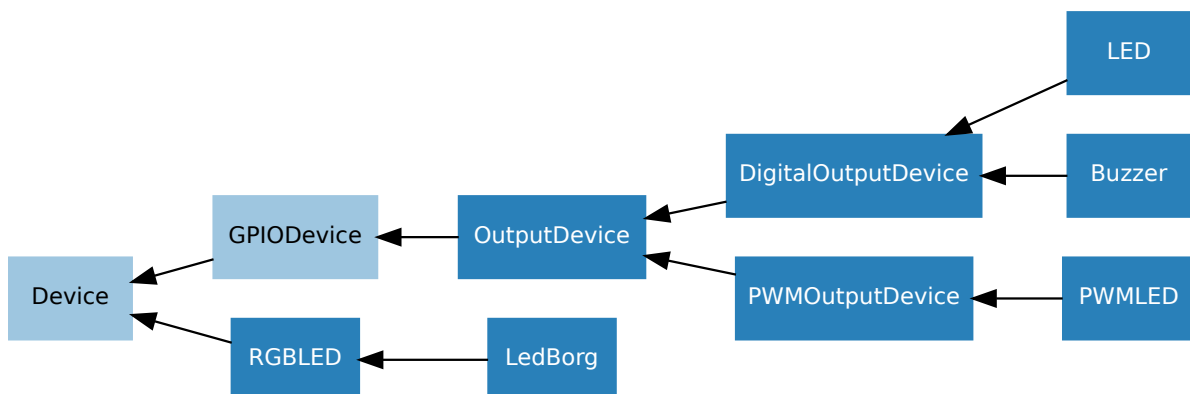 LED
DigitalOutputDevice
Buzzer
GPIODevice
OutputDevice
Device
PWMOutputDevice
PWMLED
RGBLED
LedBorg